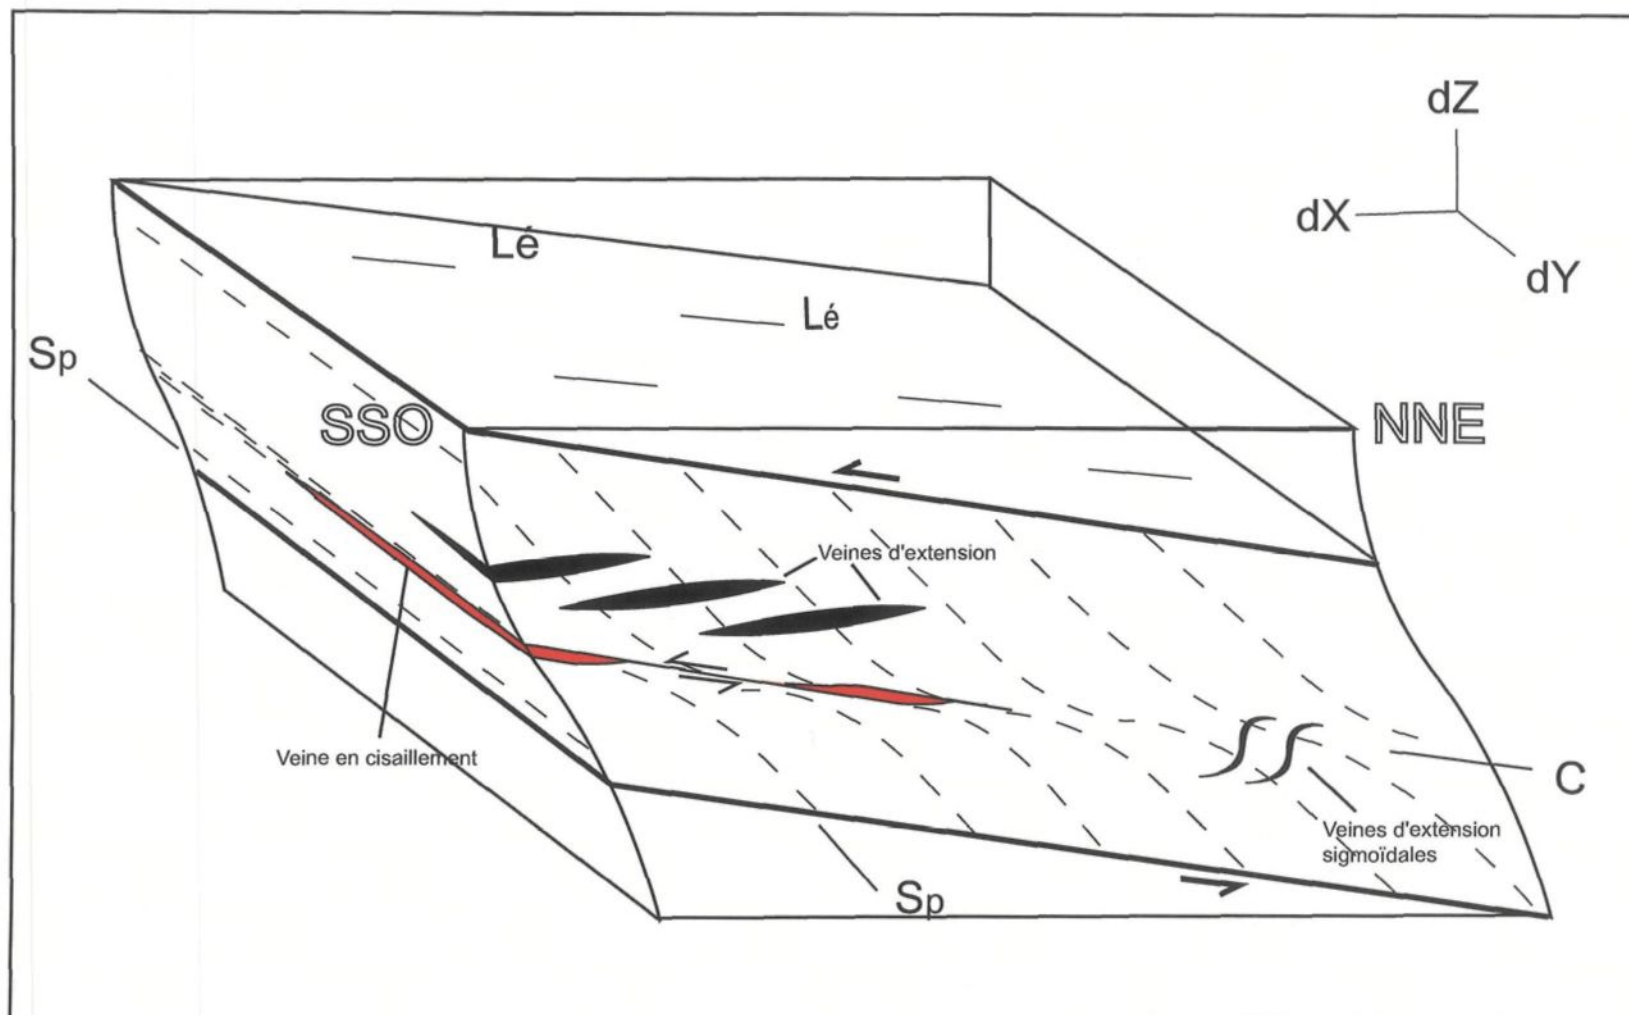 dZ
dX
dY
Lé
Lé
Sp
SSO
NNE
Veines d'extension
Veine en cisaillement
C
Veines d'extension
sigmoïdales
Sp